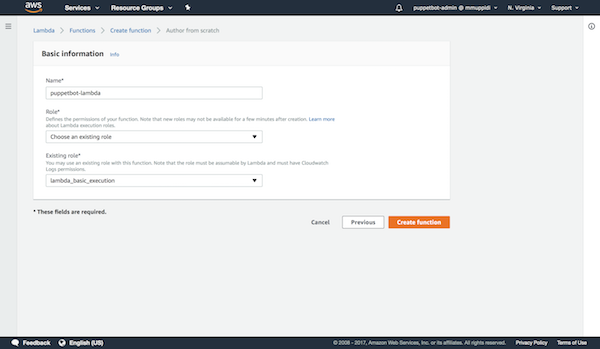 aws Services Resource Groups puppetbot-admin @ mmuppidi N. Virginia Support
Lambda Functions Create function Author from scratch
Basic information Info
Name*
puppetbot-lambda
Role*
Defines the permissions of your function. Note that new roles may not be available for a few minutes after creation. Learn more
about Lambda execution roles.
Choose an existing role
Existing role*
You may use an existing role with this function. Note that the role must be assumable by Lambda and must have Cloudwatch
Logs permissions.
lambda_basic_execution
* These fields are required.
Cancel Previous Create function
Feedback English (US) © 2008 - 2017, Amazon Web Services, Inc. or its affiliates. All rights reserved. Privacy Policy Terms of Use